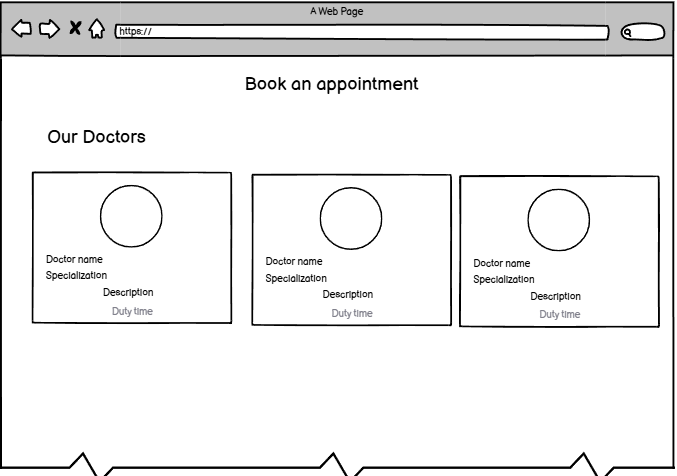 A Web Page
https://
Book an appointment
Our Doctors
Doctor name
Specialization
Description
Duty time
Doctor name
Specialization
Description
Duty time
Doctor name
Specialization
Description
Duty time